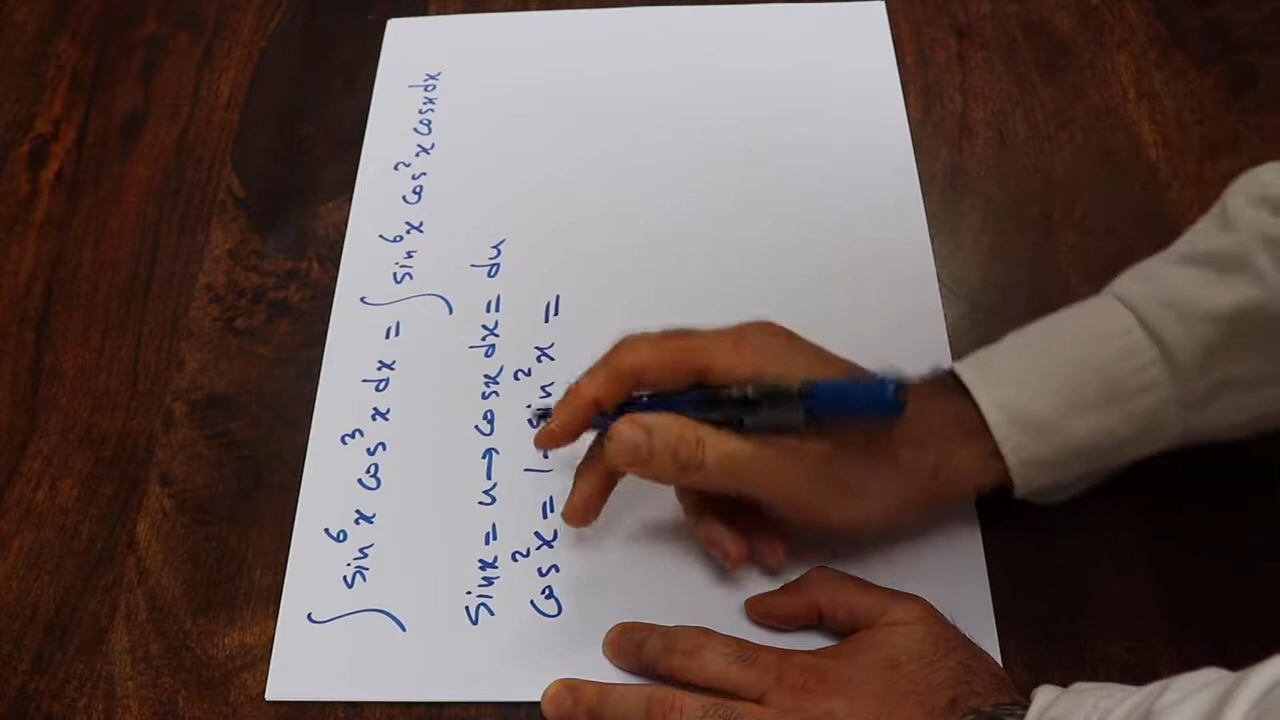 ∫ sin⁶x cos³x dx = ∫ sin⁶x cos²x cosx dx
sinx = u → cosx dx = du
cos²x = 1 - sin²x =